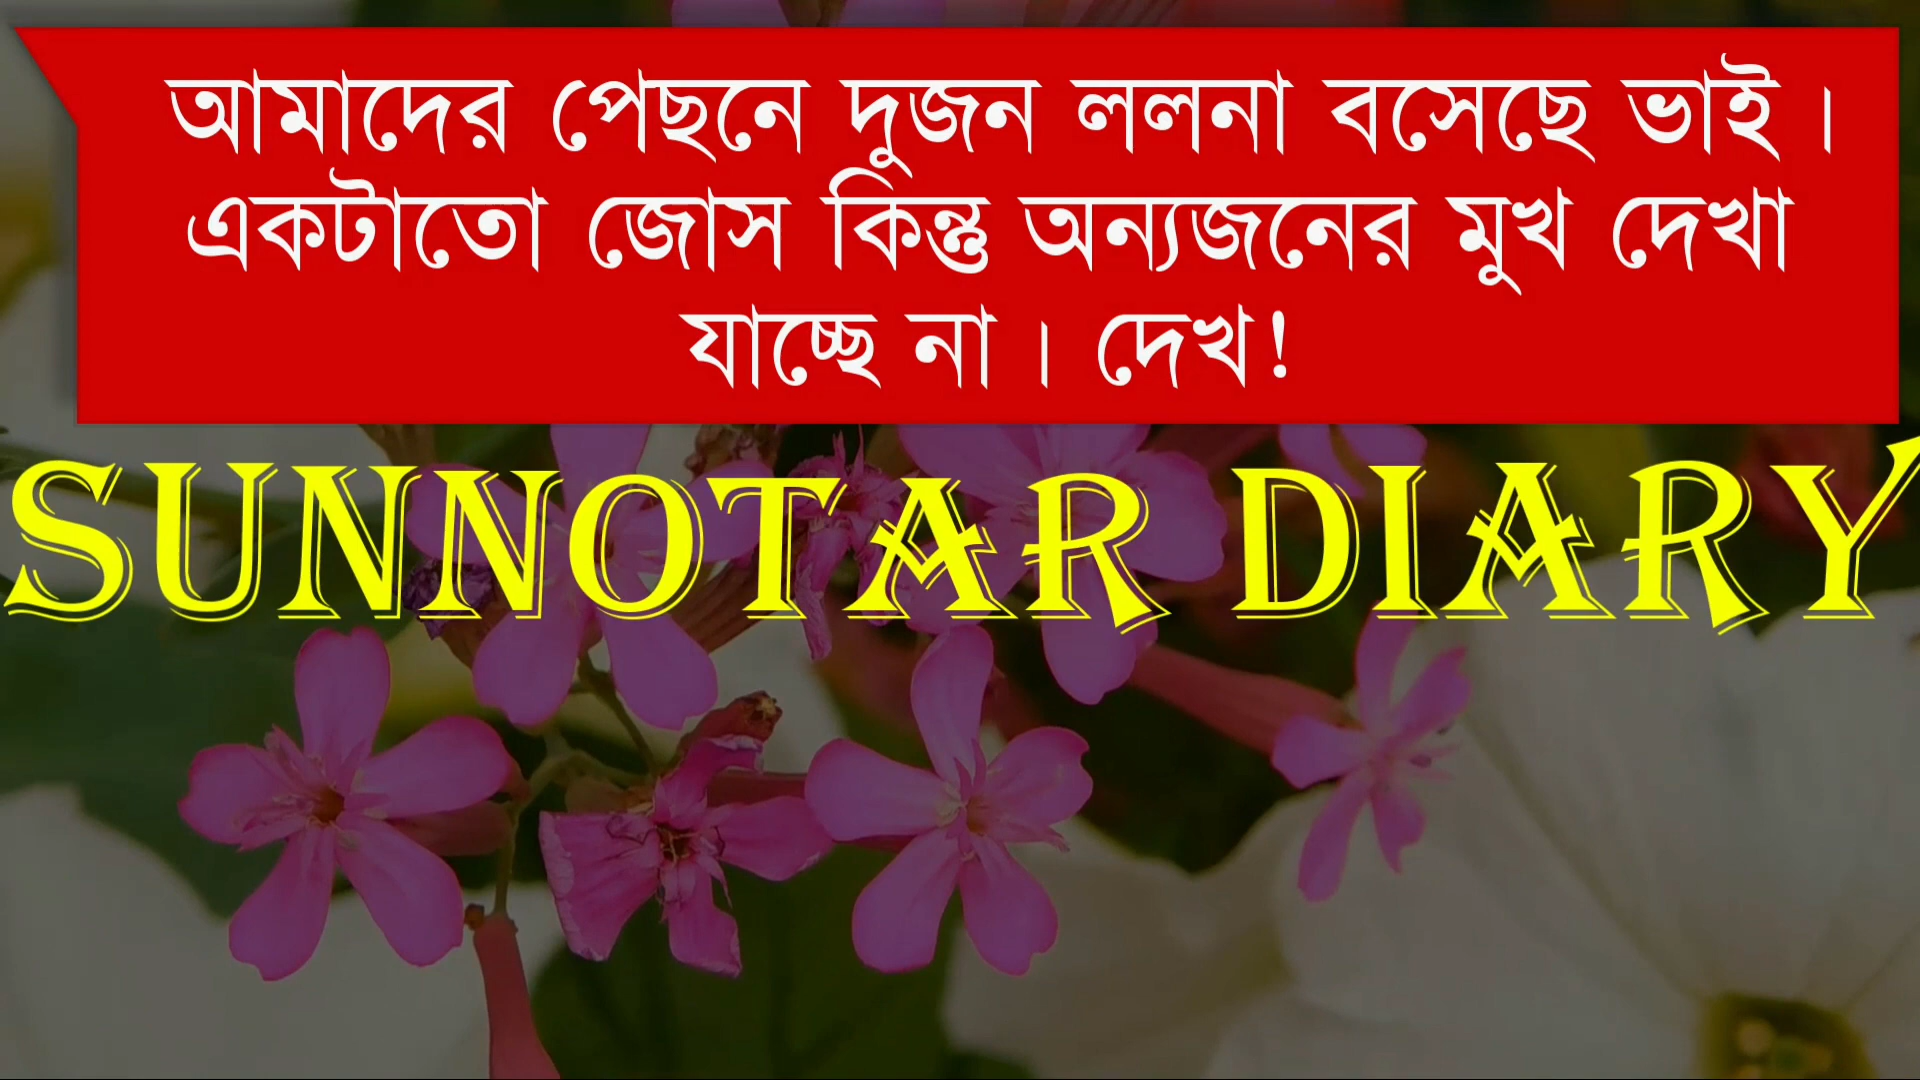 আমাদের পেছনে দুজন ললনা বসেছে ভাই ।
একটাতো জোস কিন্তু অন্যজনের মুখ দেখা
যাচ্ছে না । দেখ!
SUNNOTAR DIARY